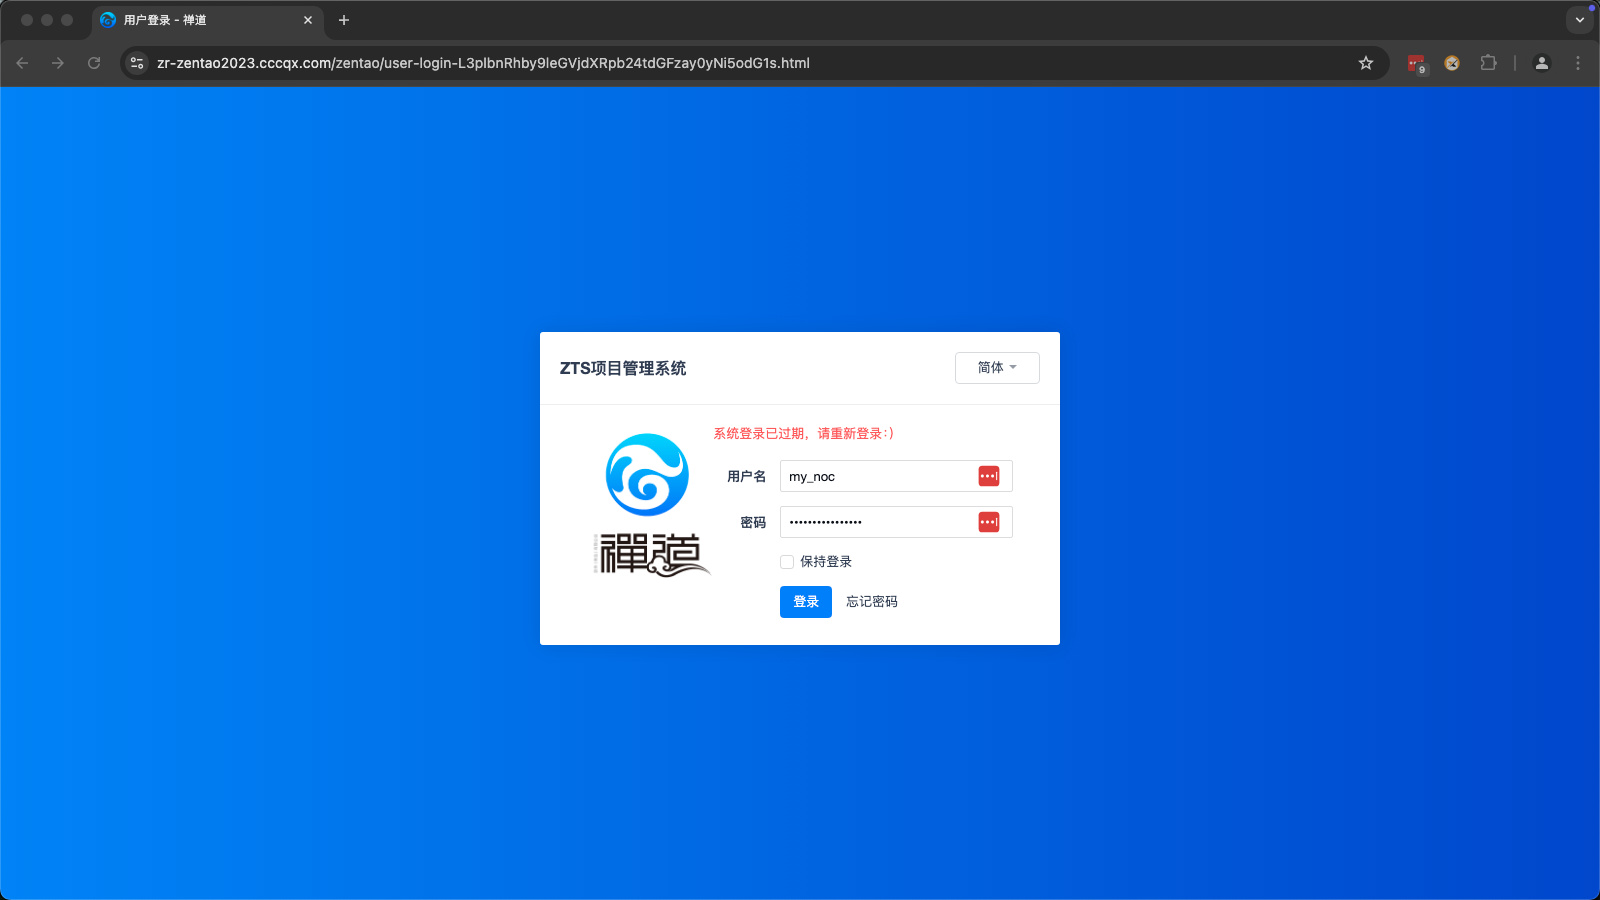 用户登录 - 禅道
zr-zentao2023.cccqx.com/zentao/user-login-L3plbnRhby9leGVjdXRpb24tdGFzay0yNi5odG1s.html
9
ZTS项目管理系统
简体
系统登录已过期，请重新登录:)
用户名
my_noc
密码
••••••••••••••••
禪道
保持登录
登录
忘记密码